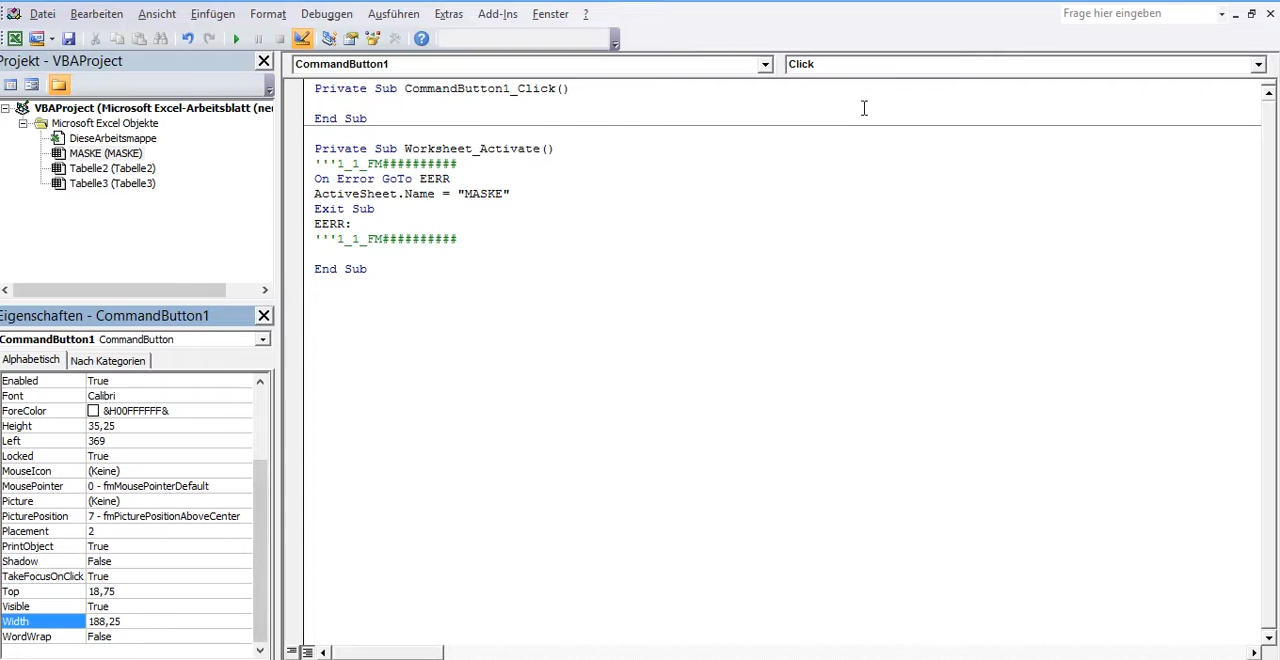 Datei Bearbeiten Ansicht Einfügen Format Debuggen Ausführen Extras Add-Ins Fenster ? Frage hier eingeben
Projekt - VBAProject
VBAProject (Microsoft Excel-Arbeitsblatt (neu
Microsoft Excel Objekte
DieseArbeitsmappe
MASKE (MASKE)
Tabelle2 (Tabelle2)
Tabelle3 (Tabelle3)
Eigenschaften - CommandButton1
CommandButton1 CommandButton
Alphabetisch Nach Kategorien
Enabled True
Font Calibri
ForeColor &H00FFFFFF&
Height 35,25
Left 369
Locked True
MouseIcon (Keine)
MousePointer 0 - fmMousePointerDefault
Picture (Keine)
PicturePosition 7 - fmPicturePositionAboveCenter
Placement 2
PrintObject True
Shadow False
TakeFocusOnClick True
Top 18,75
Visible True
Width 188,25
WordWrap False
CommandButton1 Click
Private Sub CommandButton1_Click()
End Sub
Private Sub Worksheet_Activate()
'''1_1_FM##########
On Error GoTo EERR
ActiveSheet.Name = "MASKE"
Exit Sub
EERR:
'''1_1_FM##########
End Sub